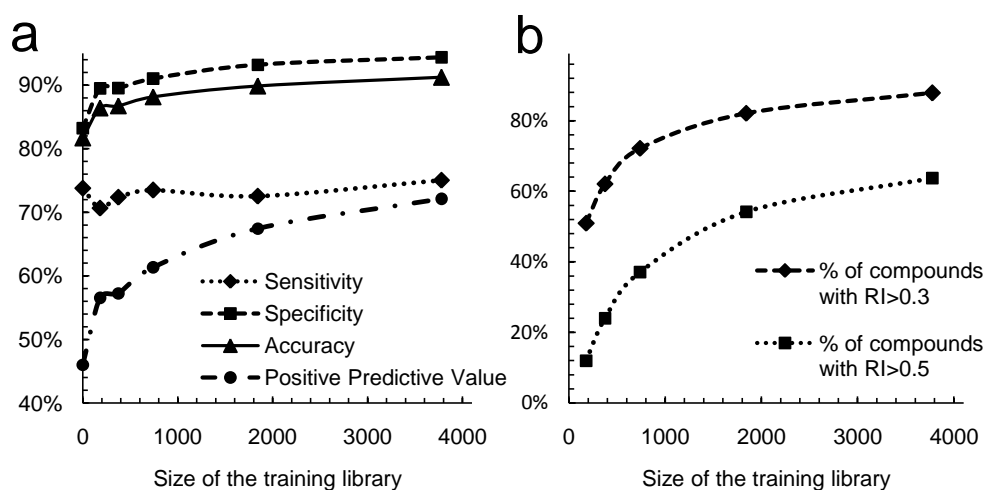 a
90%
80%
70%
60%
50%
40%
Sensitivity
Specificity
Accuracy
Positive Predictive Value
0
1000
2000
3000
4000
Size of the training library
b
80%
60%
40%
20%
0%
% of compounds
with RI>0.3
% of compounds
with RI>0.5
0
1000
2000
3000
4000
Size of the training library